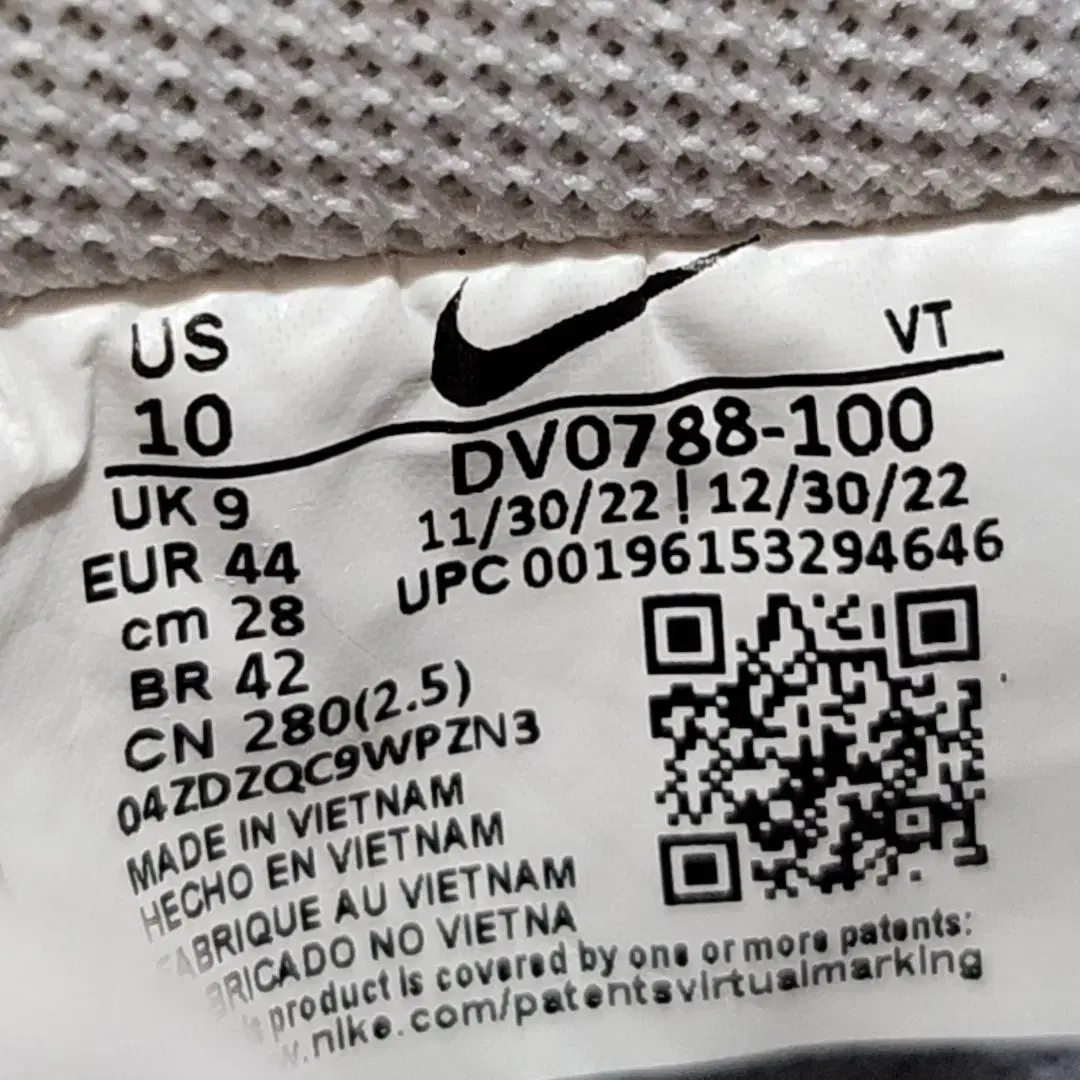 US
10
VT
DV0788-100
11/30/22 | 12/30/22
UPC 00196153294646
UK 9
EUR 44
cm 28
BR 42
CN 280(2.5)
04ZDZQC9WPZN3
MADE IN VIETNAM
HECHO EN VIETNAM
FABRIQUE AU VIETNAM
BRICADO NO VIETNA
product is covered by one or more patents:
.nike.com/patentsvirtualmarking